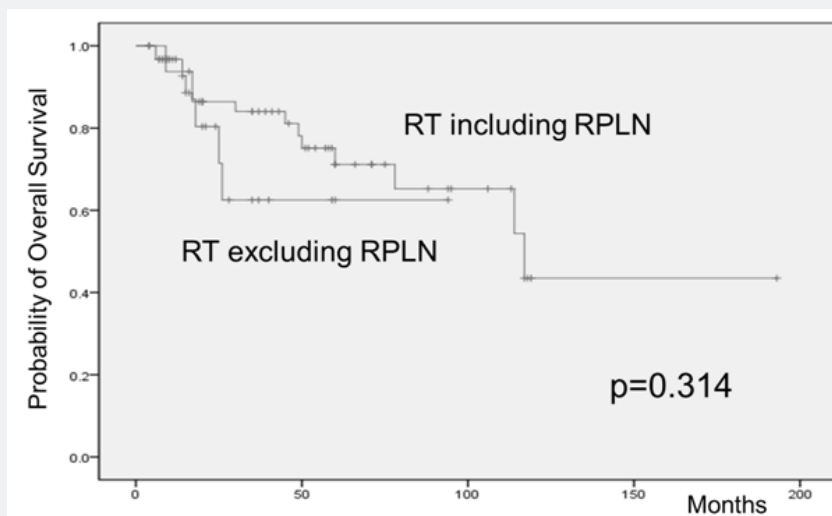 Probability of Overall Survival
1.0
0.8
0.6
0.4
0.2
0.0
RT including RPLN
RT excluding RPLN
p=0.314
0 50 100 150 200
Months